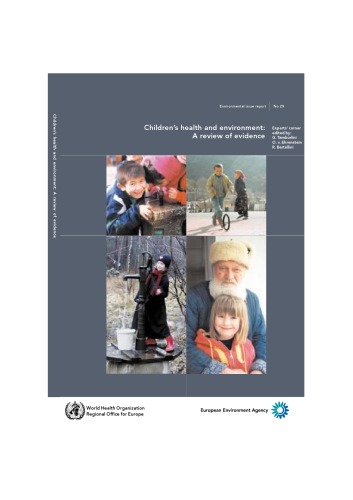 Environmental issue report No 29
Children's health and environment:
A review of evidence
Experts' corner
edited by:
G. Tamburlini
O. v. Ehrenstein
R. Bertollini
Children's health and environment: A review of evidence
World Health Organization
Regional Office for Europe
European Environment Agency